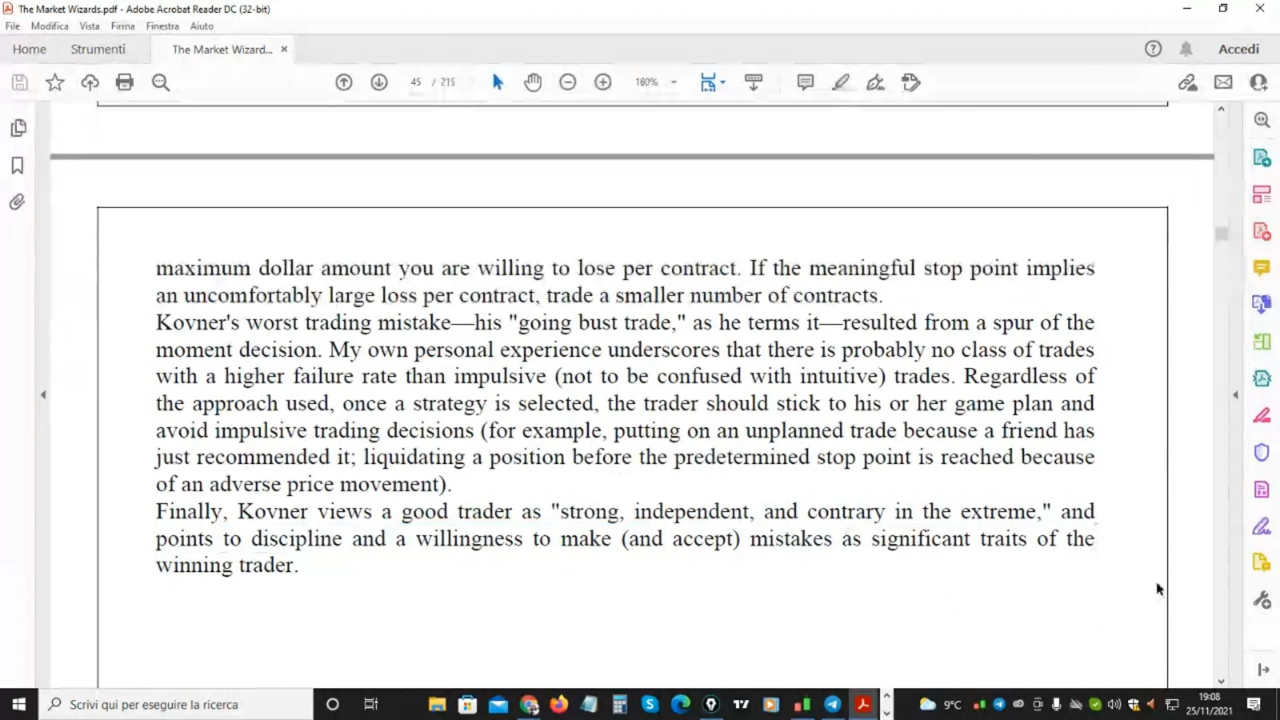 The Market Wizards.pdf - Adobe Acrobat Reader DC (32-bit)
File Modifica Vista Firma Finestra Aiuto
Home Strumenti The Market Wizard... × Accedi
45 / 215 160%
maximum dollar amount you are willing to lose per contract. If the meaningful stop point implies
an uncomfortably large loss per contract, trade a smaller number of contracts.
Kovner's worst trading mistake—his "going bust trade," as he terms it—resulted from a spur of the
moment decision. My own personal experience underscores that there is probably no class of trades
with a higher failure rate than impulsive (not to be confused with intuitive) trades. Regardless of
the approach used, once a strategy is selected, the trader should stick to his or her game plan and
avoid impulsive trading decisions (for example, putting on an unplanned trade because a friend has
just recommended it; liquidating a position before the predetermined stop point is reached because
of an adverse price movement).
Finally, Kovner views a good trader as "strong, independent, and contrary in the extreme," and
points to discipline and a willingness to make (and accept) mistakes as significant traits of the
winning trader.
Scrivi qui per eseguire la ricerca
9°C
19:08
25/11/2021